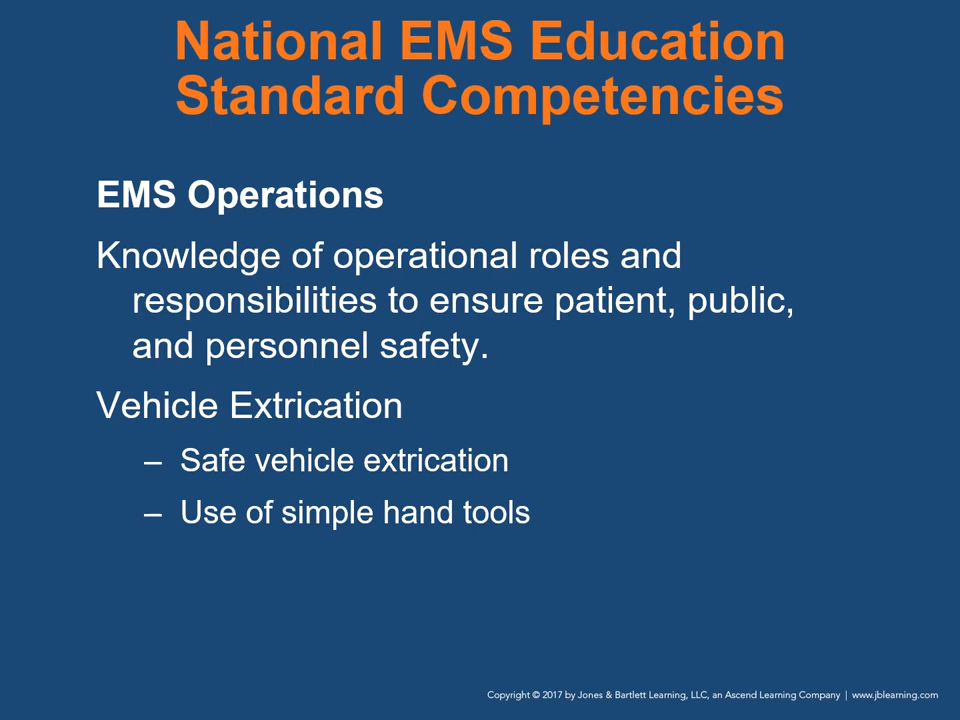 National EMS Education
Standard Competencies
EMS Operations
Knowledge of operational roles and
responsibilities to ensure patient, public,
and personnel safety.
Vehicle Extrication
– Safe vehicle extrication
– Use of simple hand tools
Copyright © 2017 by Jones & Bartlett Learning, LLC, an Ascend Learning Company | www.jblearning.com